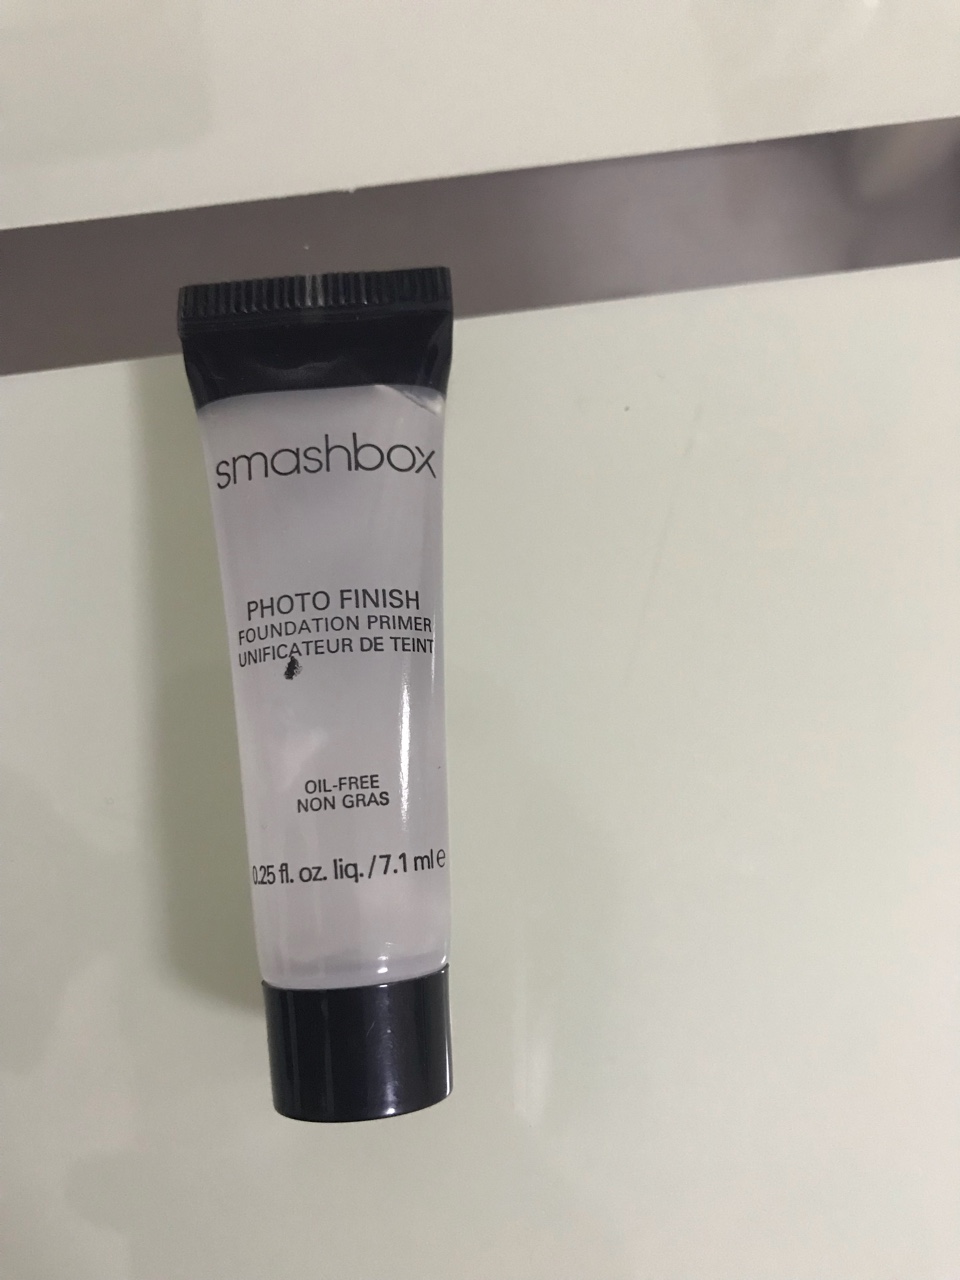 smashbox
PHOTO FINISH
FOUNDATION PRIMER
UNIFICATEUR DE TEINT
OIL-FREE
NON GRAS
0.25 fl. oz. liq./7.1 ml e